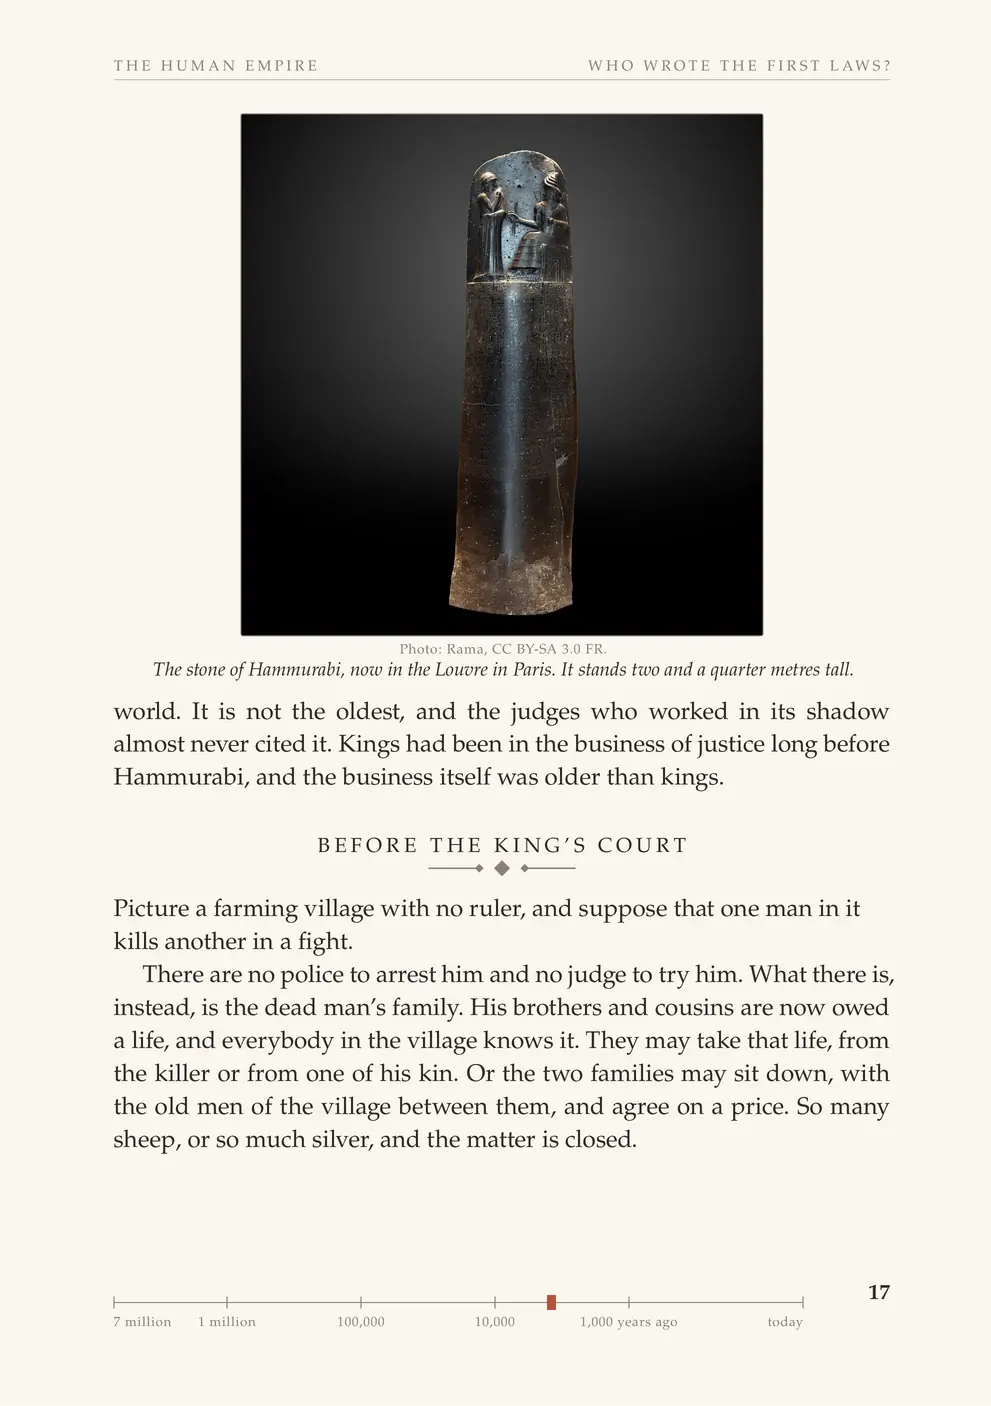 THE HUMAN EMPIRE
WHO WROTE THE FIRST LAWS?
Photo: Rama, CC BY-SA 3.0 FR.
The stone of Hammurabi, now in the Louvre in Paris. It stands two and a quarter metres tall.
world. It is not the oldest, and the judges who worked in its shadow
almost never cited it. Kings had been in the business of justice long before
Hammurabi, and the business itself was older than kings.
BEFORE THE KING’S COURT
Picture a farming village with no ruler, and suppose that one man in it
kills another in a fight.
There are no police to arrest him and no judge to try him. What there is,
instead, is the dead man’s family. His brothers and cousins are now owed
a life, and everybody in the village knows it. They may take that life, from
the killer or from one of his kin. Or the two families may sit down, with
the old men of the village between them, and agree on a price. So many
sheep, or so much silver, and the matter is closed.
17
7 million 1 million 100,000 10,000 1,000 years ago today